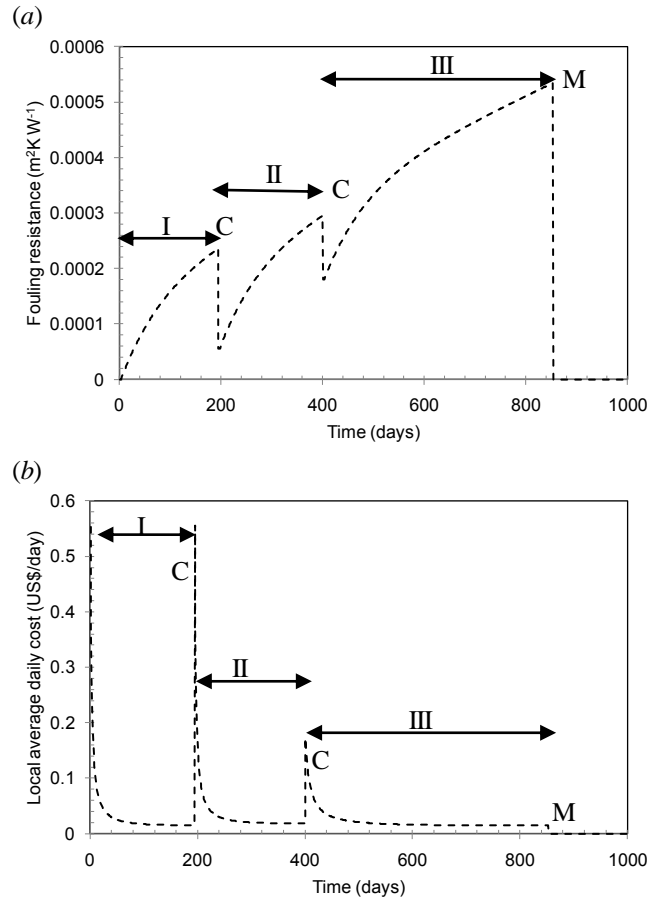 (a)
Fouling resistance (m²K W⁻¹)
0.0006
0.0005
0.0004
0.0003
0.0002
0.0001
0
III
M
II
C
I
C
0 200 400 600 800 1000
Time (days)
(b)
Local average daily cost (US$/day)
0.6
0.5
0.4
0.3
0.2
0.1
0
I
C
II
III
C
M
0 200 400 600 800 1000
Time (days)